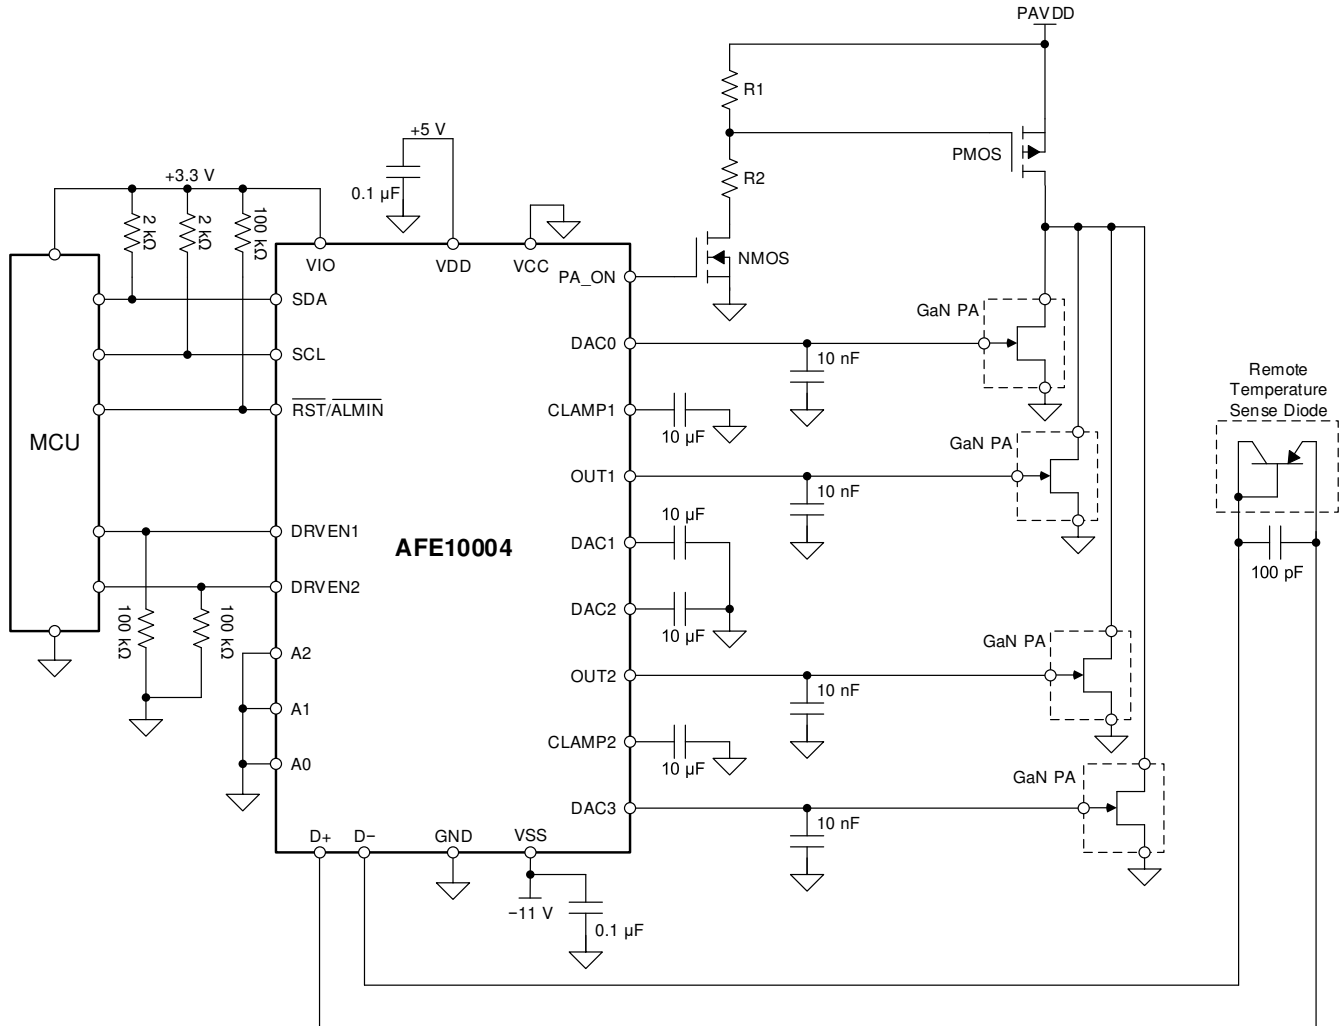 PAVDD
R1
+5 V
PMOS
0.1 µF
R2
+3.3 V
2 kΩ
2 kΩ
100 kΩ
NMOS
VIO
VDD
VCC
PA_ON
SDA
GaN PA
DAC0
10 nF
SCL
Remote
Temperature
Sense Diode
RST/ALMIN
CLAMP1
10 µF
MCU
GaN PA
OUT1
10 nF
10 µF
DRVEN1
DAC1
AFE10004
100 pF
DRVEN2
DAC2
100 kΩ
100 kΩ
10 µF
A2
GaN PA
OUT2
10 nF
A1
CLAMP2
10 µF
A0
GaN PA
DAC3
10 nF
D+
D−
GND
VSS
−11 V
0.1 µF